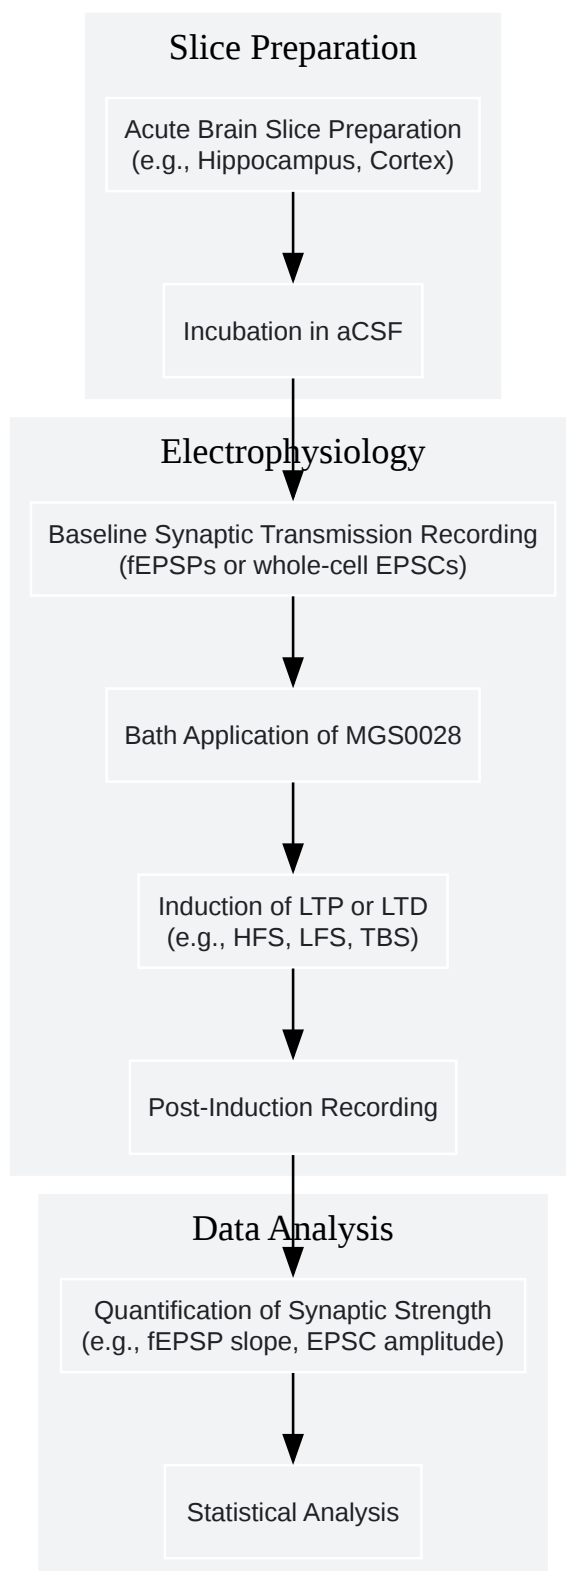 Slice Preparation
Acute Brain Slice Preparation
(e.g., Hippocampus, Cortex)
Incubation in aCSF
Electrophysiology
Baseline Synaptic Transmission Recording
(fEPSPs or whole-cell EPSCs)
Bath Application of MGS0028
Induction of LTP or LTD
(e.g., HFS, LFS, TBS)
Post-Induction Recording
Data Analysis
Quantification of Synaptic Strength
(e.g., fEPSP slope, EPSC amplitude)
Statistical Analysis